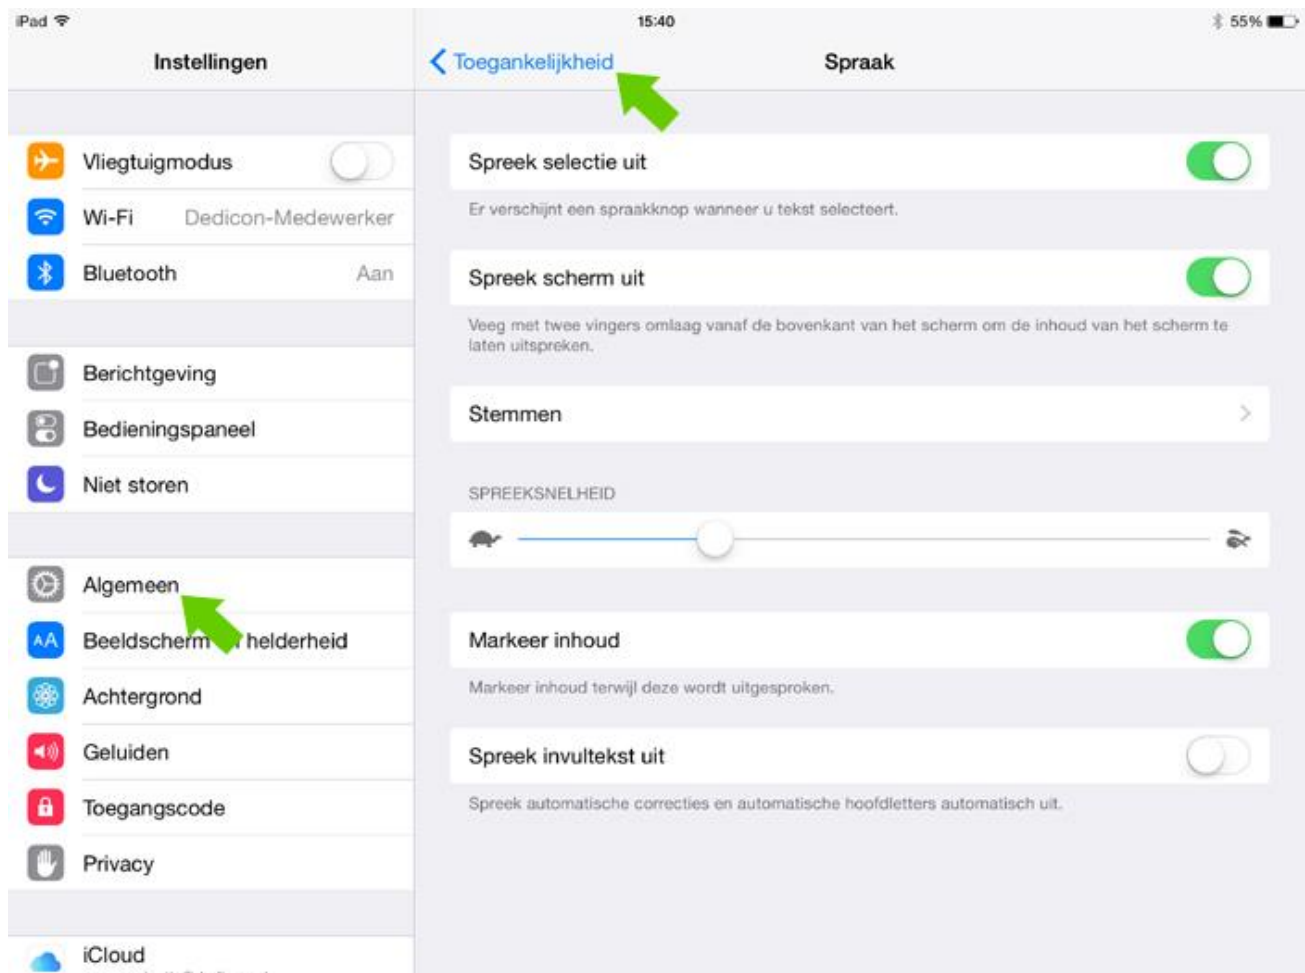 iPad 15:40 55%
Instellingen
Toegankelijkheid Spraak
Vliegtuigmodus
Wi-Fi Dedicon-Medewerker
Bluetooth Aan
Berichtgeving
Bedieningspaneel
Niet storen
Algemeen
AA Beeldscherm helderheid
Achtergrond
Geluiden
Toegangscode
Privacy
iCloud
Spreek selectie uit
Er verschijnt een spraakknop wanneer u tekst selecteert.
Spreek scherm uit
Veeg met twee vingers omlaag vanaf de bovenkant van het scherm om de inhoud van het scherm te
laten uitspreken.
Stemmen
SPREEKSNELHEID
Markeer inhoud
Markeer inhoud terwijl deze wordt uitgesproken.
Spreek invultekst uit
Spreek automatische correcties en automatische hoofdletters automatisch uit.